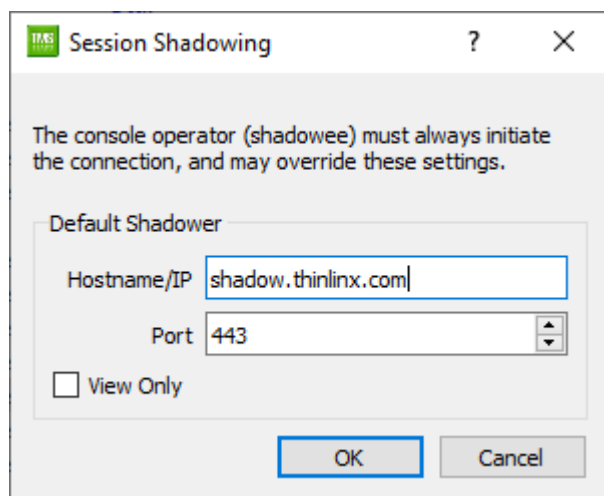 TMS
Session Shadowing
?
The console operator (shadowee) must always initiate
the connection, and may override these settings.
Default Shadower
Hostname/IP shadow.thinlinx.com
Port 443
View Only
OK Cancel